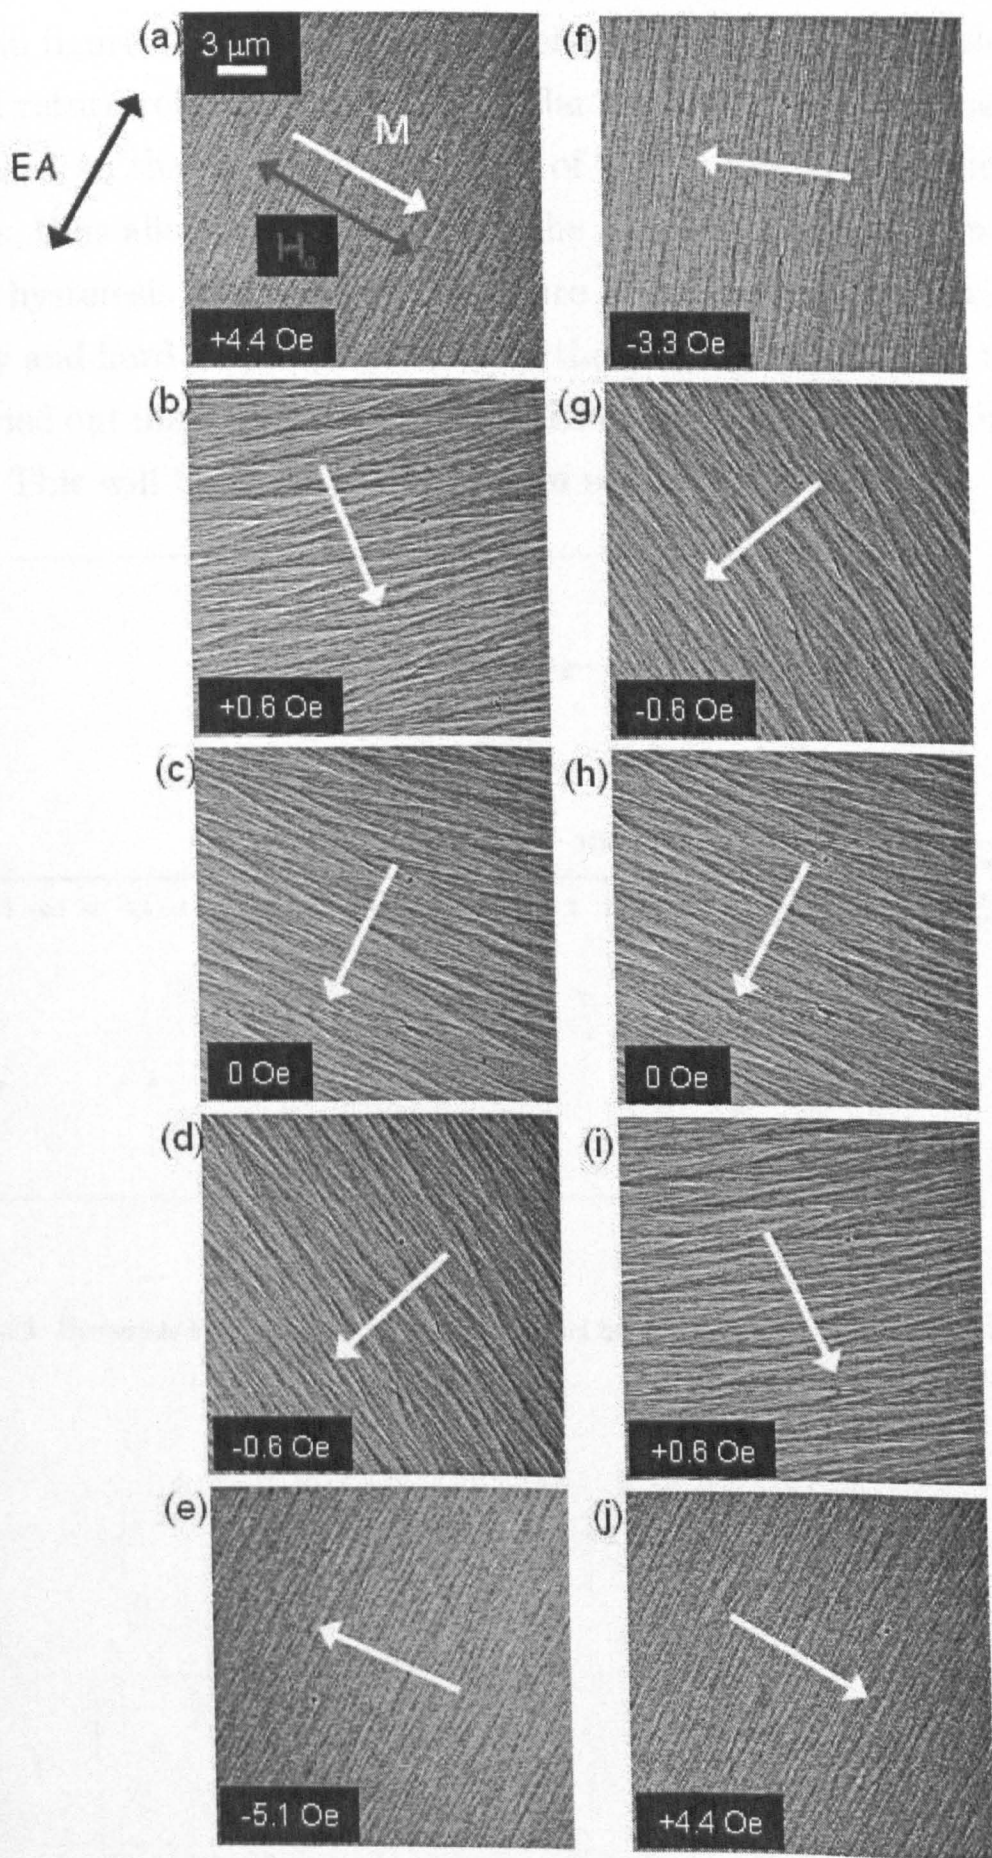 (a)
3 μm
EA
M
Hₐ
+4.4 Oe
(b)
+0.6 Oe
(c)
0 Oe
(d)
-0.6 Oe
(e)
-5.1 Oe
(f)
-3.3 Oe
(g)
-0.6 Oe
(h)
0 Oe
(i)
+0.6 Oe
(j)
+4.4 Oe